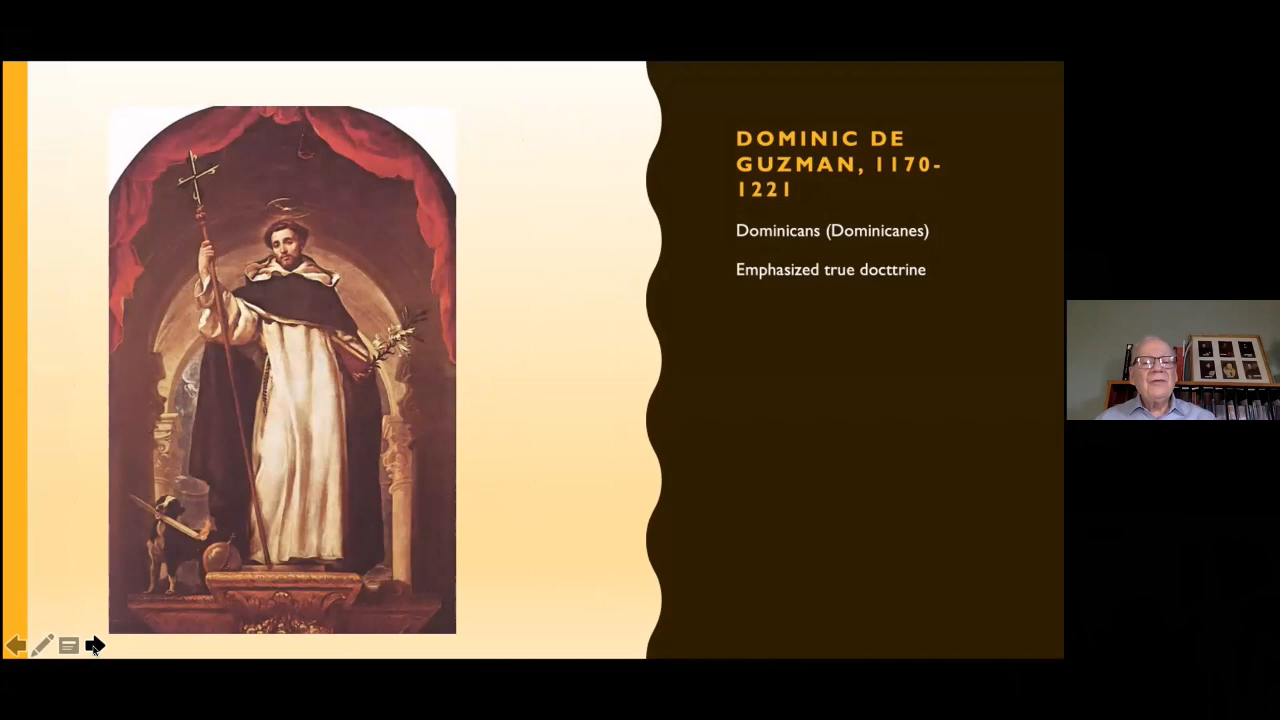 DOMINIC DE
GUZMAN, 1170-
1221
Dominicans (Dominicanes)
Emphasized true docttrine